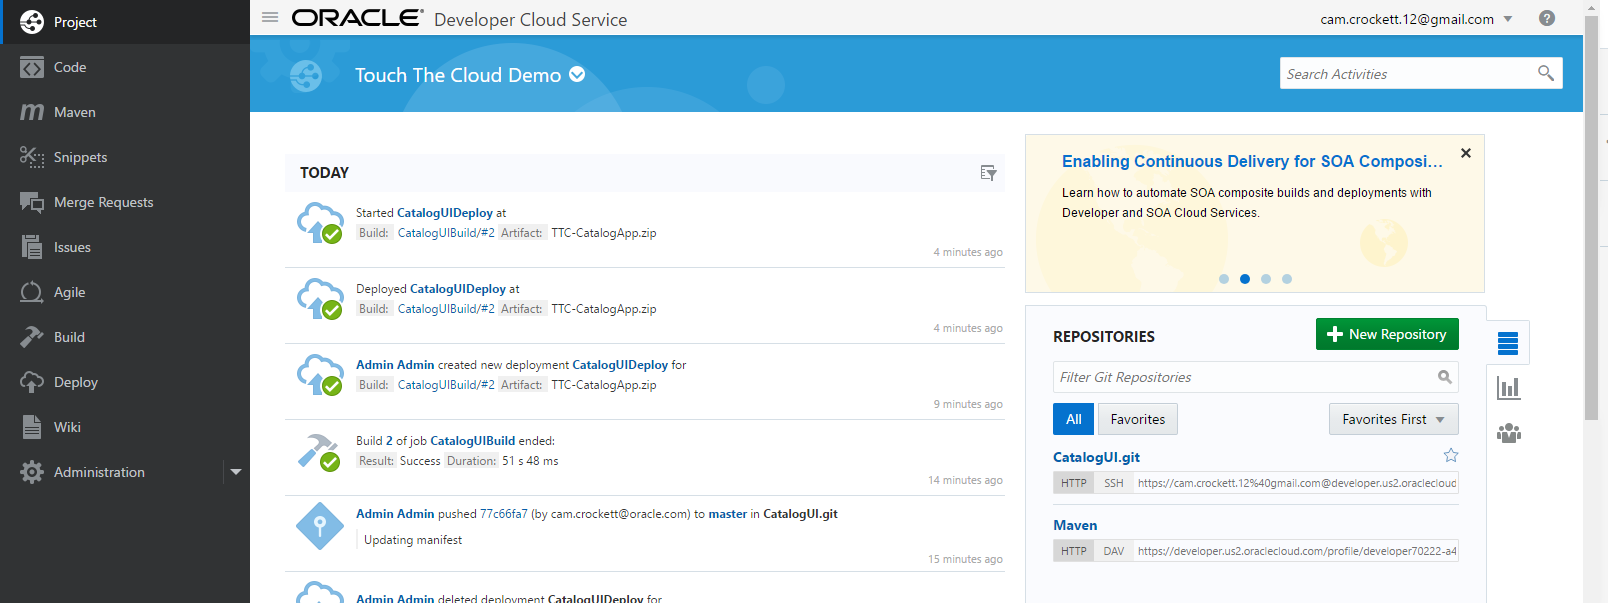 Project
Code
Maven
Snippets
Merge Requests
Issues
Agile
Build
Deploy
Wiki
Administration
ORACLE Developer Cloud Service
cam.crockett.12@gmail.com
Touch The Cloud Demo
Search Activities
TODAY
Started CatalogUIDeploy at
Build: CatalogUIBuild/#2 Artifact: TTC-CatalogApp.zip
4 minutes ago
Deployed CatalogUIDeploy at
Build: CatalogUIBuild/#2 Artifact: TTC-CatalogApp.zip
4 minutes ago
Admin Admin created new deployment CatalogUIDeploy for
Build: CatalogUIBuild/#2 Artifact: TTC-CatalogApp.zip
9 minutes ago
Build 2 of job CatalogUIBuild ended:
Result: Success Duration: 51 s 48 ms
14 minutes ago
Admin Admin pushed 77c66fa7 (by cam.crockett@oracle.com) to master in CatalogUI.git
Updating manifest
15 minutes ago
Admin Admin deleted deployment CatalogUIDeploy for
Enabling Continuous Delivery for SOA Composi...
Learn how to automate SOA composite builds and deployments with
Developer and SOA Cloud Services.
REPOSITORIES
New Repository
Filter Git Repositories
All Favorites
Favorites First
CatalogUI.git
HTTP SSH https://cam.crockett.12%40gmail.com@developer.us2.oraclecloud
Maven
HTTP DAV https://developer.us2.oraclecloud.com/profile/developer70222-a4